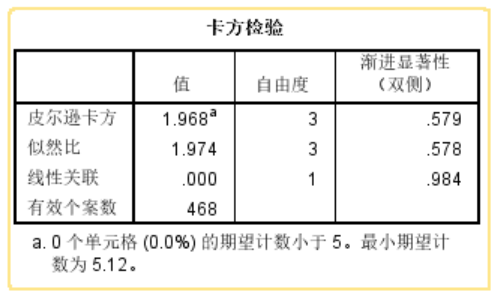 卡方检验
值 自由度 渐进显著性
（双侧）
皮尔逊卡方 1.968a 3 .579
似然比 1.974 3 .578
线性关联 .000 1 .984
有效个案数 468
a. 0 个单元格 (0.0%) 的期望计数小于 5。最小期望计
数为 5.12。